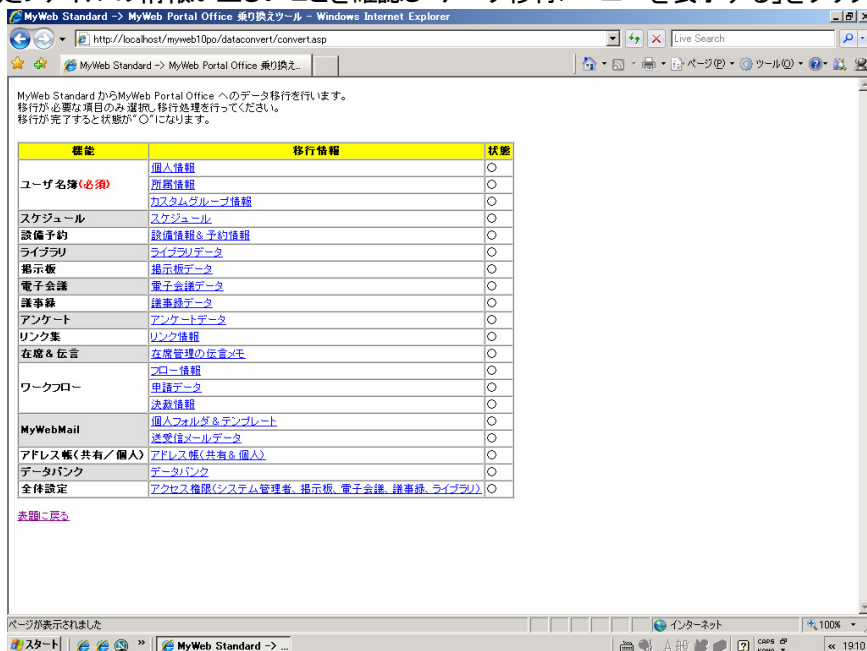 MyWeb Standard -> MyWeb Portal Office 乗り換えツール - Windows Internet Explorer
http://localhost/myweb10po/dataconvert/convert.asp
Live Search
MyWeb Standard -> MyWeb Portal Office 乗り換え...
ページ(P)
ツール(O)
MyWeb Standard からMyWeb Portal Office へのデータ移行を行います。
移行が必要な項目のみ選択し移行処理を行ってください。
移行が完了すると状態が"○"になります。
機能 移行情報 状態
ユーザ名簿(必須)
個人情報 ○
所属情報 ○
カスタムグループ情報 ○
スケジュール スケジュール ○
設備予約 設備情報&予約情報 ○
ライブラリ ライブラリデータ ○
掲示板 掲示板データ ○
電子会議 電子会議データ ○
議事録 議事録データ ○
アンケート アンケートデータ ○
リンク集 リンク情報 ○
在席&伝言 在席管理の伝言メモ ○
ワークフロー
フロー情報 ○
申請データ ○
決裁情報 ○
MyWebMail
個人フォルダ&テンプレート ○
送受信メールデータ ○
アドレス帳(共有/個人) アドレス帳(共有&個人) ○
データバンク データバンク ○
全体設定 アクセス権限(システム管理者、掲示板、電子会議、議事録、ライブラリ) ○
表題に戻る
ページが表示されました
インターネット
100%
スタート
MyWeb Standard -> ...
A 般
CAPS
19:10